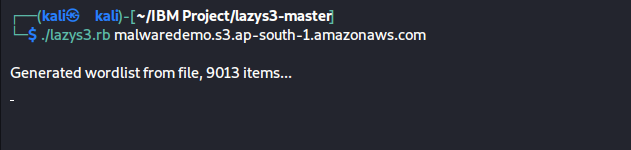 ┌──(kali㉿ kali)-[~/IBM Project/lazys3-master]
└─$ ./lazys3.rb malwaredemo.s3.ap-south-1.amazonaws.com
Generated wordlist from file, 9013 items...